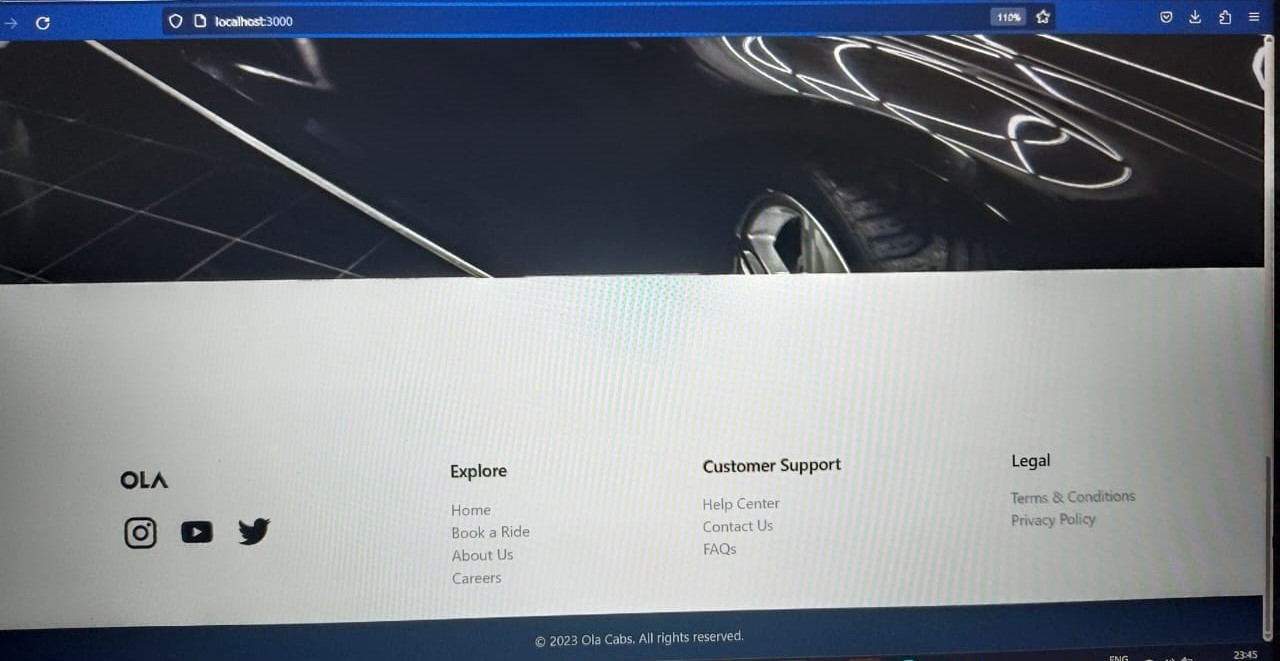 localhost:3000
110%
OLA
Explore
Home
Book a Ride
About Us
Careers
Customer Support
Help Center
Contact Us
FAQs
Legal
Terms & Conditions
Privacy Policy
© 2023 Ola Cabs. All rights reserved.
ENG
23:45